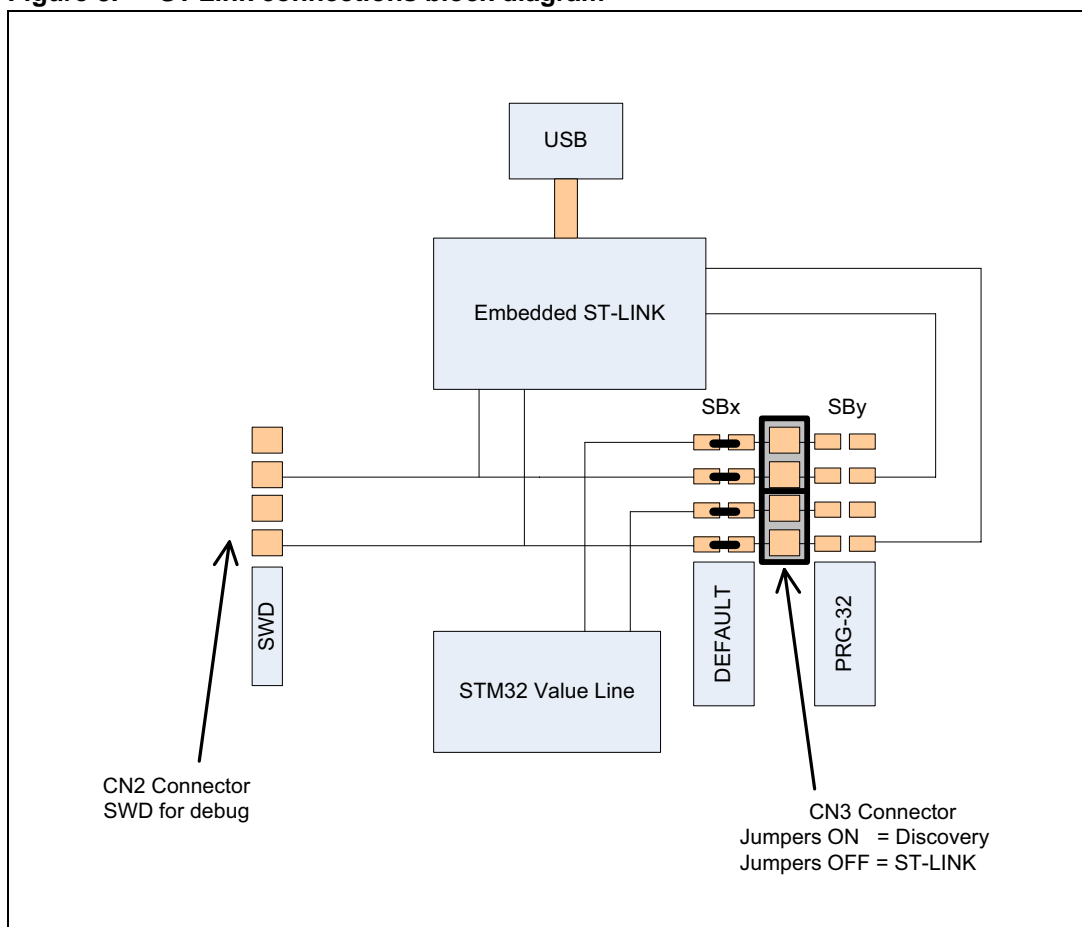 USB
Embedded ST-LINK
SBx
SBy
SWD
STM32 Value Line
DEFAULT
PRG-32
CN2 Connector
SWD for debug
CN3 Connector
Jumpers ON = Discovery
Jumpers OFF = ST-LINK